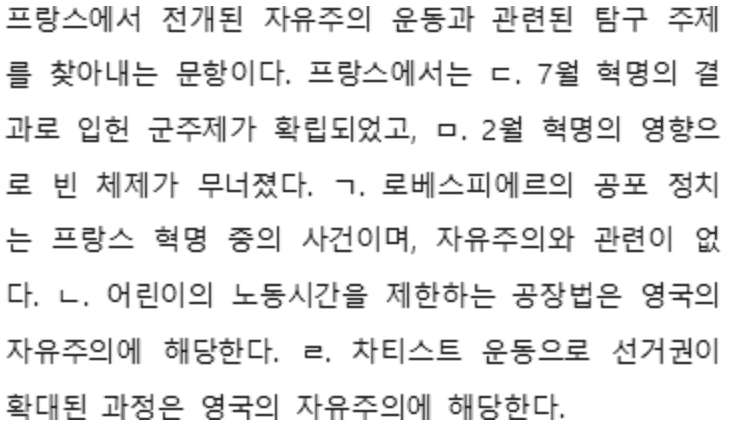 프랑스에서 전개된 자유주의 운동과 관련된 탐구 주제
를 찾아내는 문항이다. 프랑스에서는 ㄷ. 7월 혁명의 결
과로 입헌 군주제가 확립되었고, ㅁ. 2월 혁명의 영향으
로 빈 체제가 무너졌다. ㄱ. 로베스피에르의 공포 정치
는 프랑스 혁명 중의 사건이며, 자유주의와 관련이 없
다. ㄴ. 어린이의 노동시간을 제한하는 공장법은 영국의
자유주의에 해당한다. ㄹ. 차티스트 운동으로 선거권이
확대된 과정은 영국의 자유주의에 해당한다.